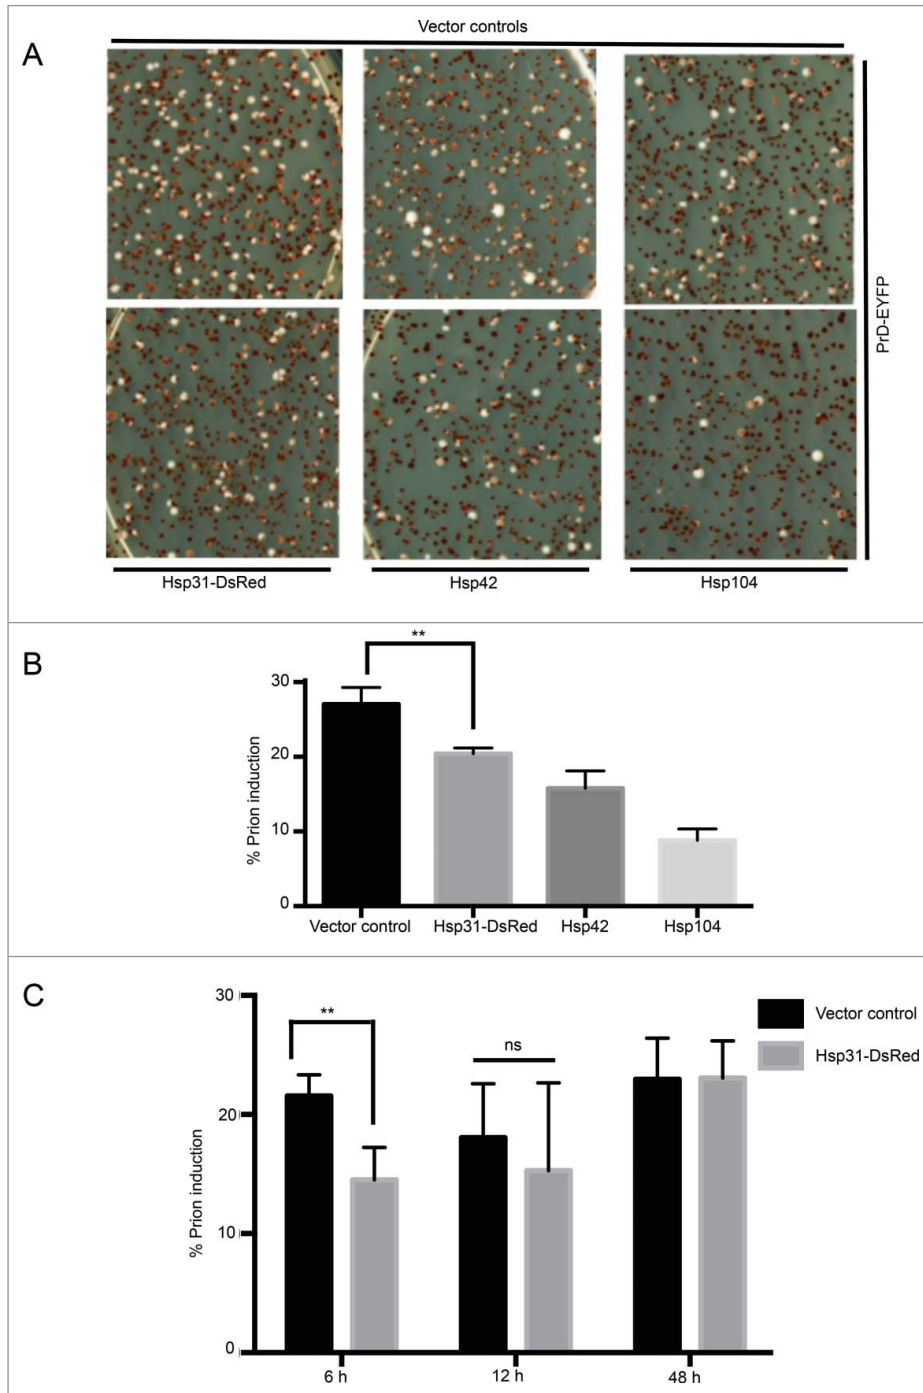 Vector controls
A
PrD-EYFP
Hsp31-DsRed Hsp42 Hsp104
B
**
30
20
10
0
% Prion induction
Vector control Hsp31-DsRed Hsp42 Hsp104
C
30
20
10
0
% Prion induction
**
ns
Vector control
Hsp31-DsRed
6 h 12 h 48 h